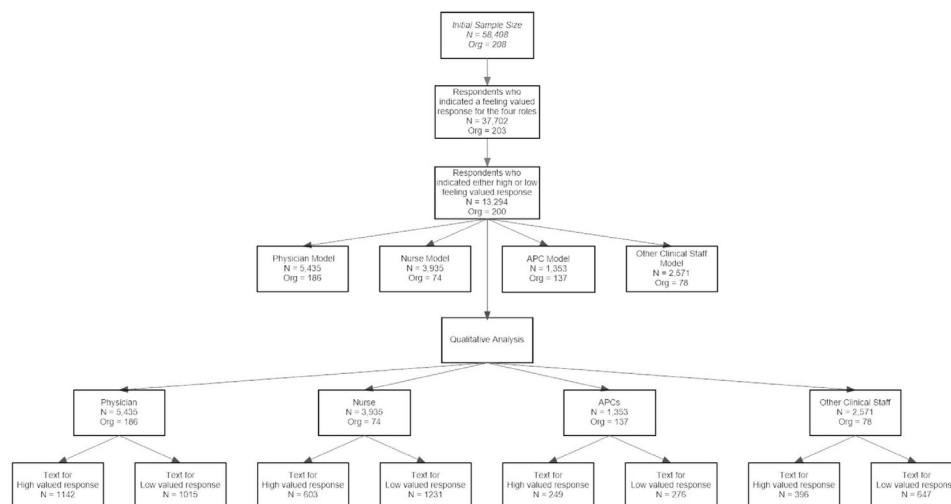 Initial Sample Size
N = 58,408
Org = 208
Respondents who
indicated a feeling valued
response for the four roles
N = 37,702
Org = 203
Respondents who
indicated either high or low
feeling valued response
N = 13,294
Org = 200
Physician Model
N = 5,435
Org = 186
Nurse Model
N = 3,935
Org = 74
APC Model
N = 1,353
Org = 137
Other Clinical Staff
Model
N = 2,571
Org = 78
Qualitative Analysis
Physician
N = 5,435
Org = 186
Nurse
N = 3,935
Org = 74
APCs
N = 1,353
Org = 137
Other Clinical Staff
N = 2,571
Org = 78
Text for
High valued response
N = 1142
Text for
Low valued response
N = 1015
Text for
High valued response
N = 603
Text for
Low valued response
N = 1231
Text for
High valued response
N = 249
Text for
Low valued response
N = 276
Text for
High valued response
N = 396
Text for
Low valued response
N = 647